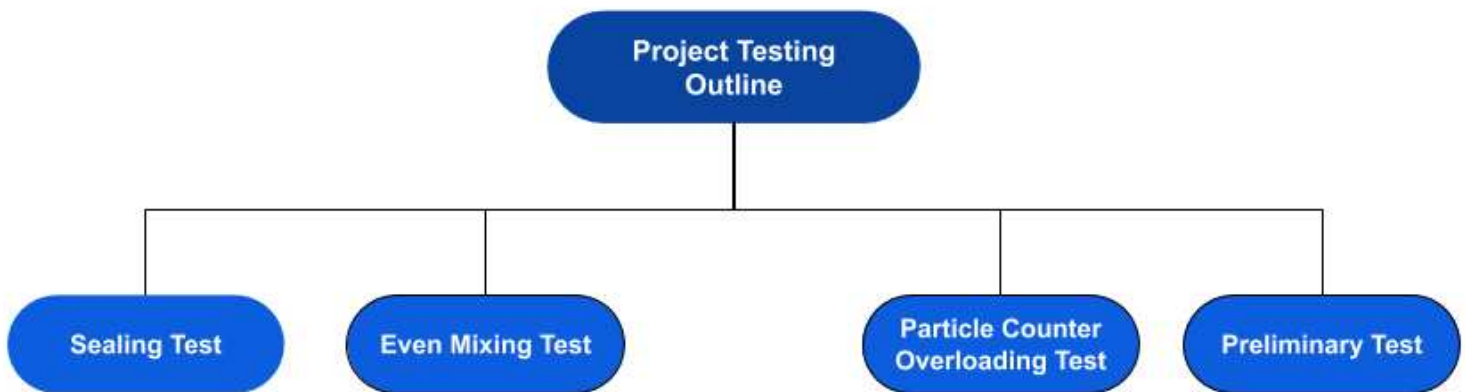 Project Testing
Outline
Sealing Test
Even Mixing Test
Particle Counter
Overloading Test
Preliminary Test